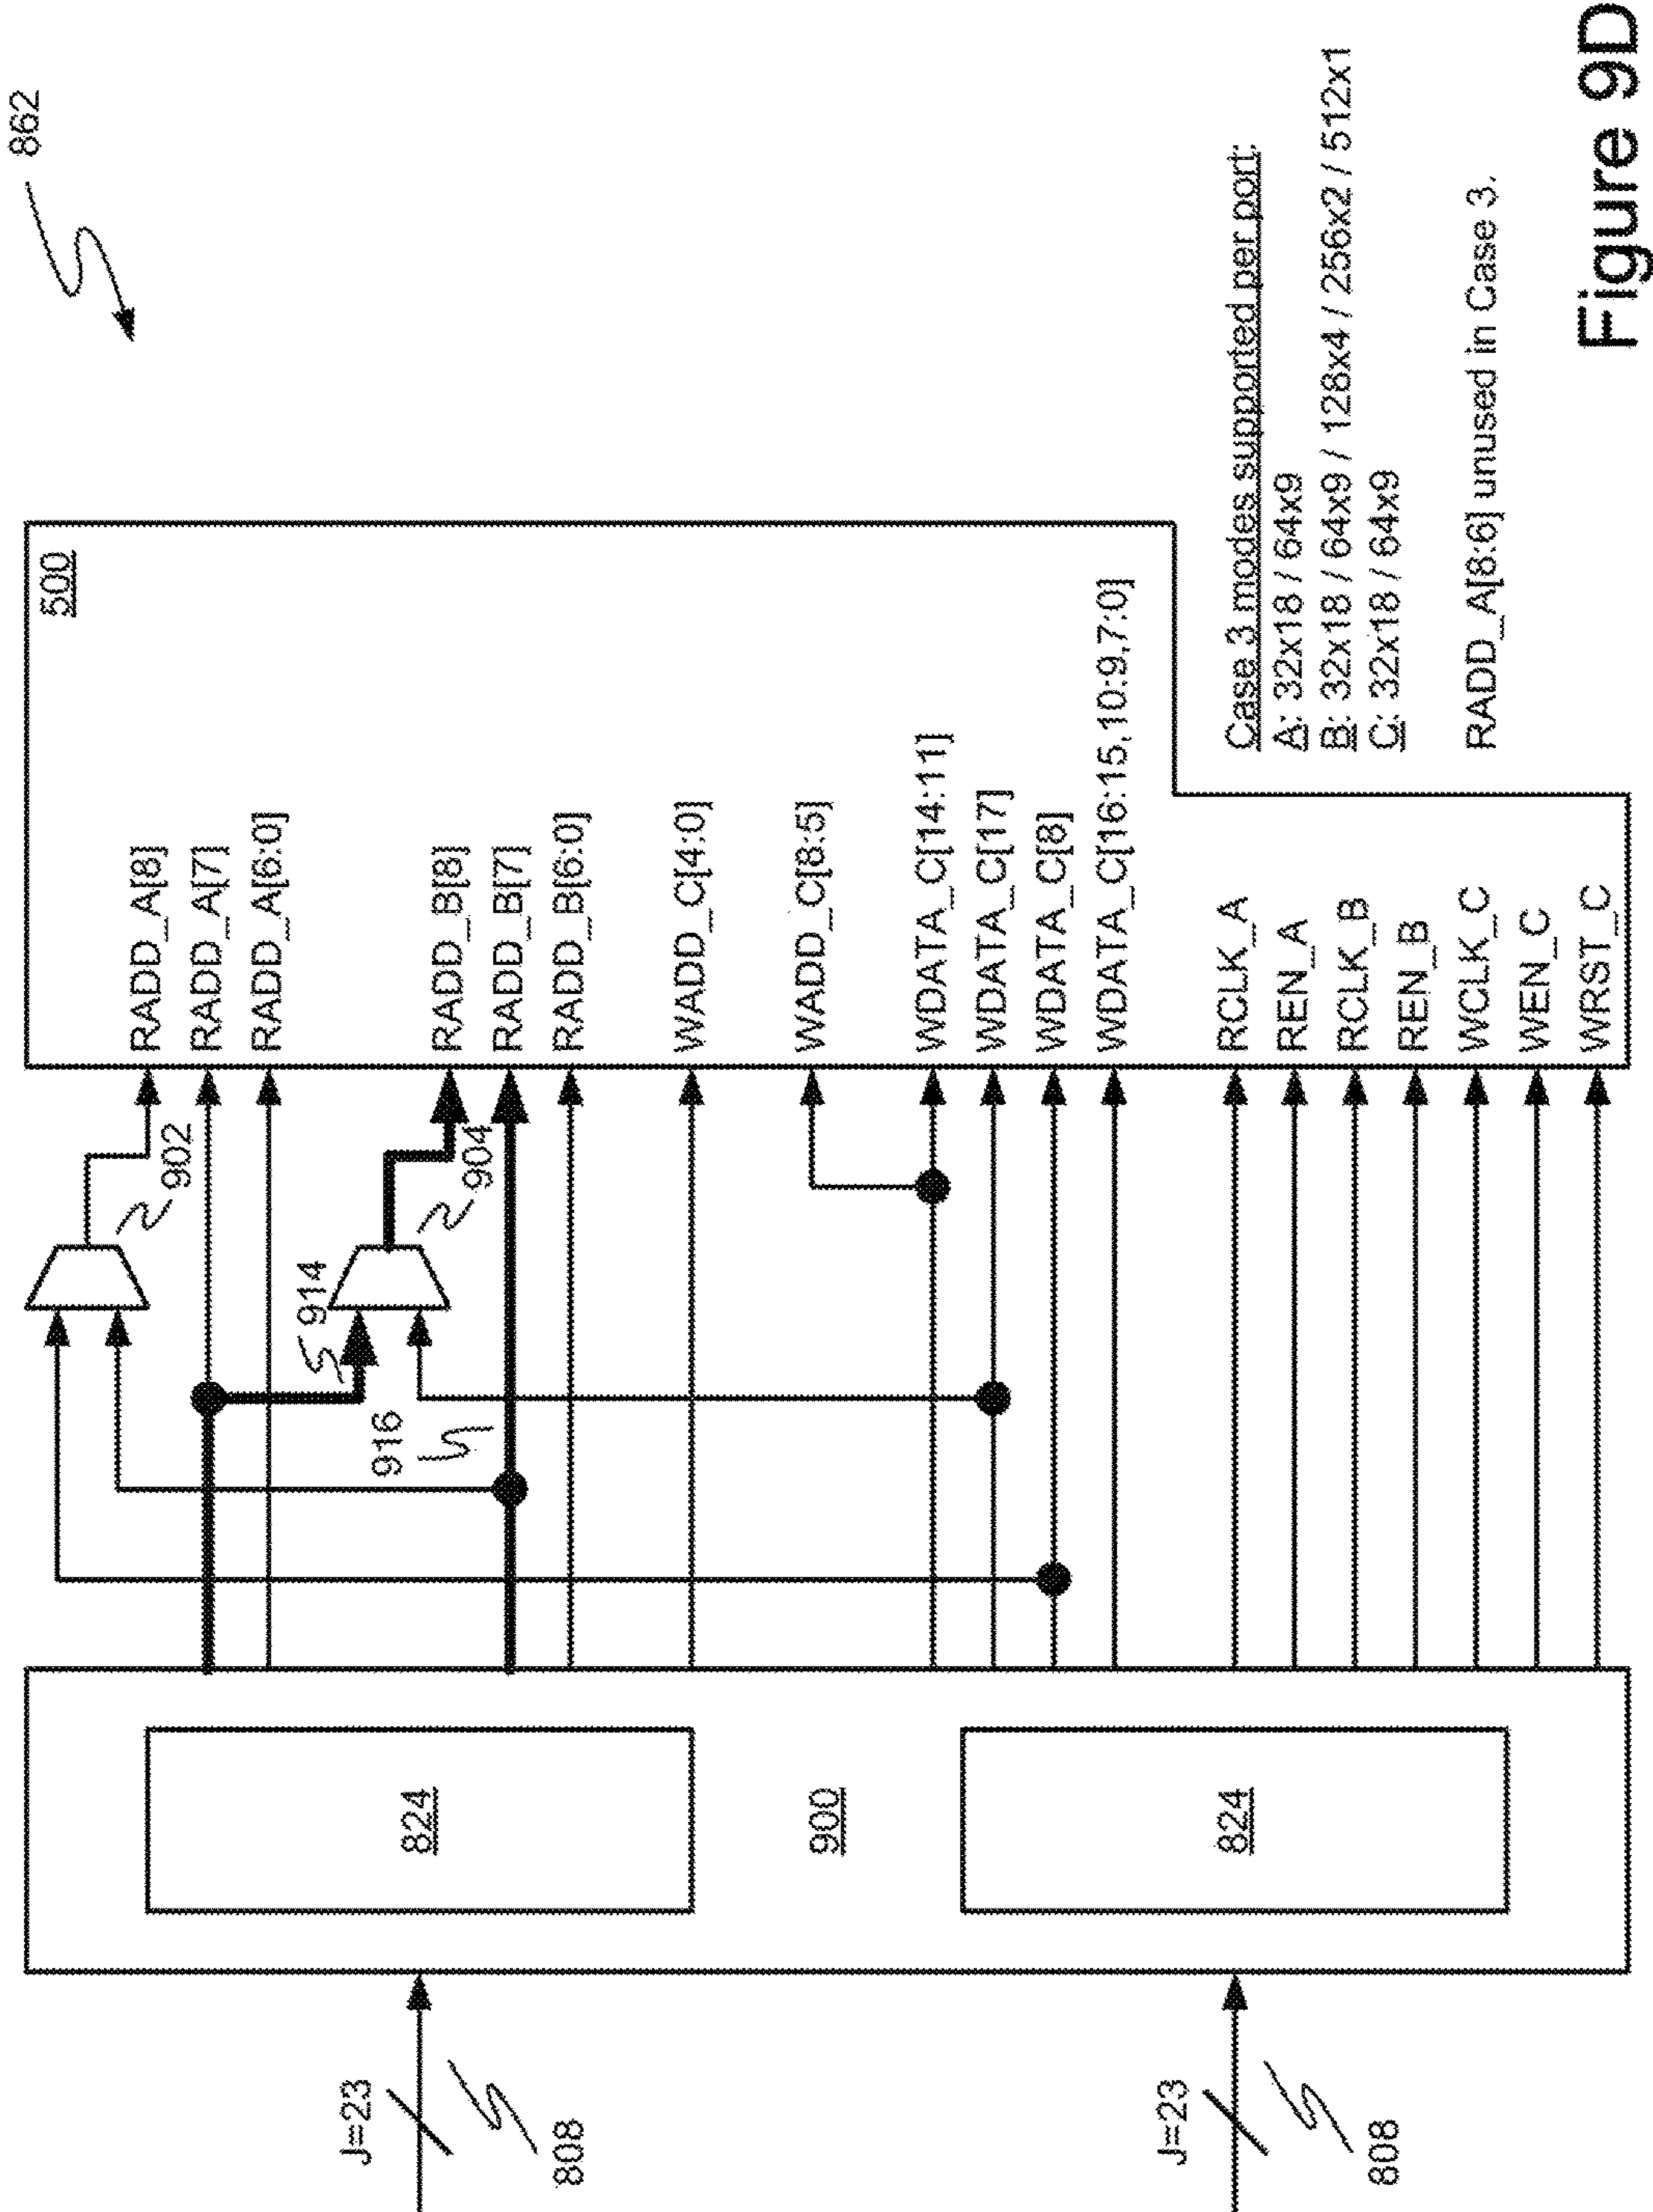 862
500
RADD_A[8]
RADD_A[7]
RADD_A[6:0]
902
RADD_B[8]
RADD_B[7]
RADD_B[6:0]
904
914
916
WADD_C[4:0]
WADD_C[8:5]
WDATA_C[14:11]
WDATA_C[17]
WDATA_C[8]
WDATA_C[16:15,10:9,7:0]
RCLK_A
REN_A
RCLK_B
REN_B
WCLK_C
WEN_C
WRST_C
824
900
824
J=23
808
J=23
808
Case 3 modes supported per port:
A: 32x18 / 64x9
B: 32x18 / 64x9 / 128x4 / 256x2 / 512x1
C: 32x18 / 64x9
RADD_A[8:6] unused in Case 3.
Figure 9D